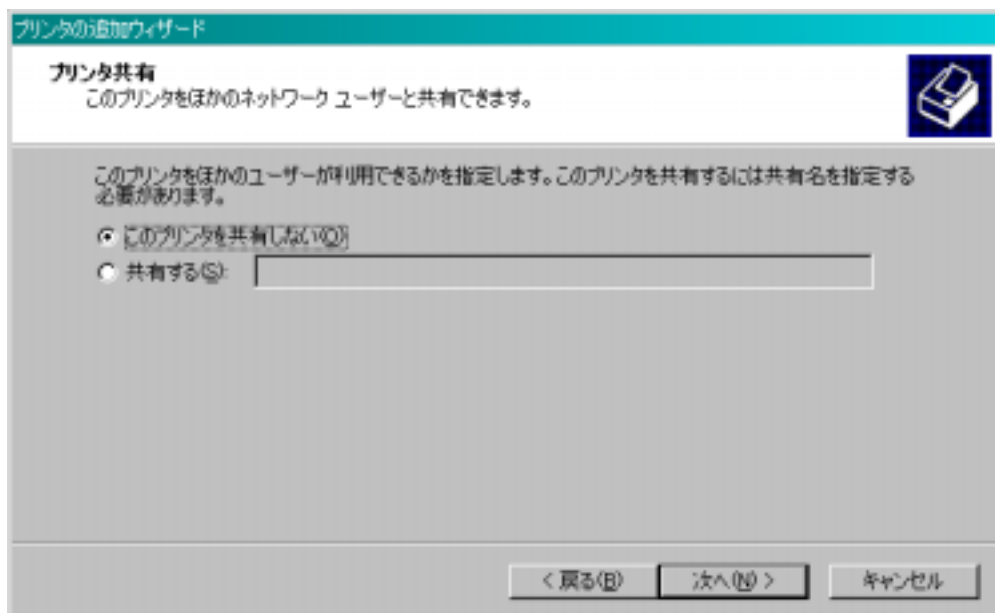 プリンタの追加ウィザード
プリンタ共有
このプリンタをほかのネットワーク ユーザーと共有できます。
このプリンタをほかのユーザーが利用できるかを指定します。このプリンタを共有するには共有名を指定する
必要があります。
このプリンタを共有しない(O)
共有する(S):
< 戻る(B)
次へ(N) >
キャンセル